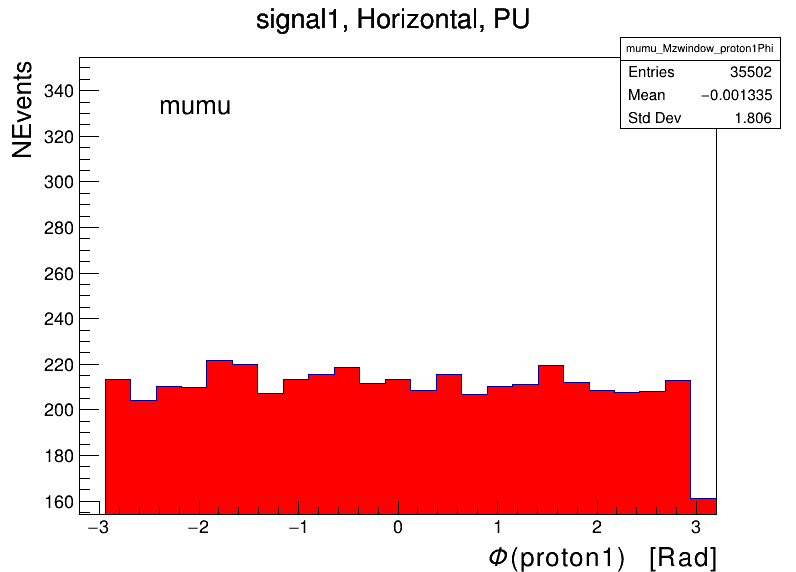 signal1, Horizontal, PU
mumu_Mzwindow_proton1Phi
Entries 35502
Mean −0.001335
Std Dev 1.806
NEvents
mumu
340
320
300
280
260
240
220
200
180
160
−3 −2 −1 0 1 2 3
Φ(proton1) [Rad]